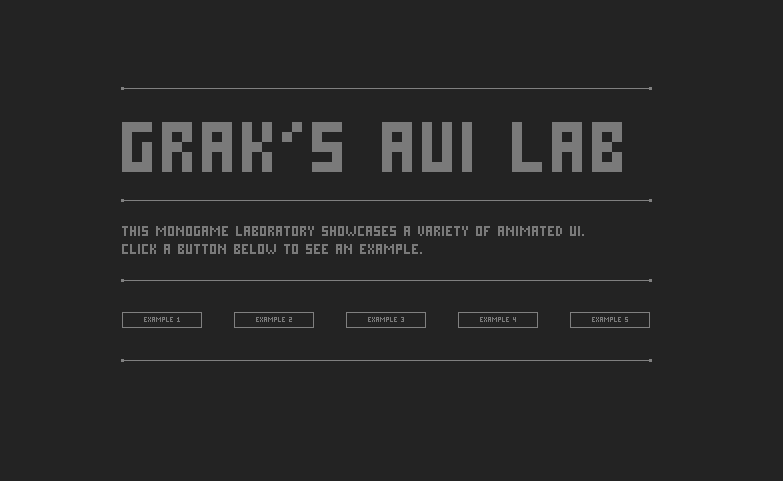 GRAK'S AUI LAB
THIS MONOGAME LABORATORY SHOWCASES A VARIETY OF ANIMATED UI.
CLICK A BUTTON BELOW TO SEE AN EXAMPLE.
EXAMPLE 1 EXAMPLE 2 EXAMPLE 3 EXAMPLE 4 EXAMPLE 5